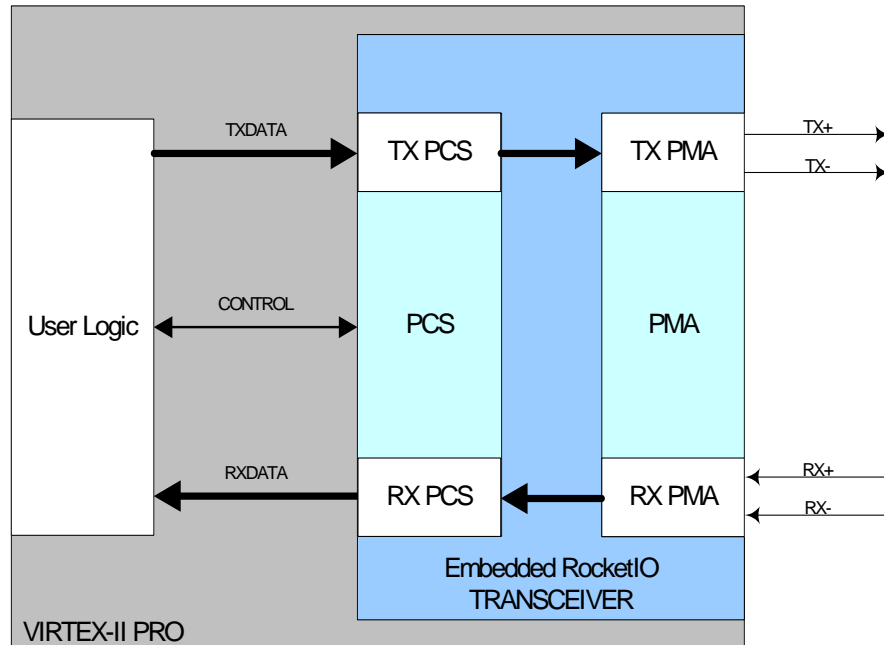 TXDATA
TX PCS
TX PMA
TX+
TX-
User Logic
CONTROL
PCS
PMA
RXDATA
RX PCS
RX PMA
RX+
RX-
Embedded RocketIO
TRANSCEIVER
VIRTEX-II PRO